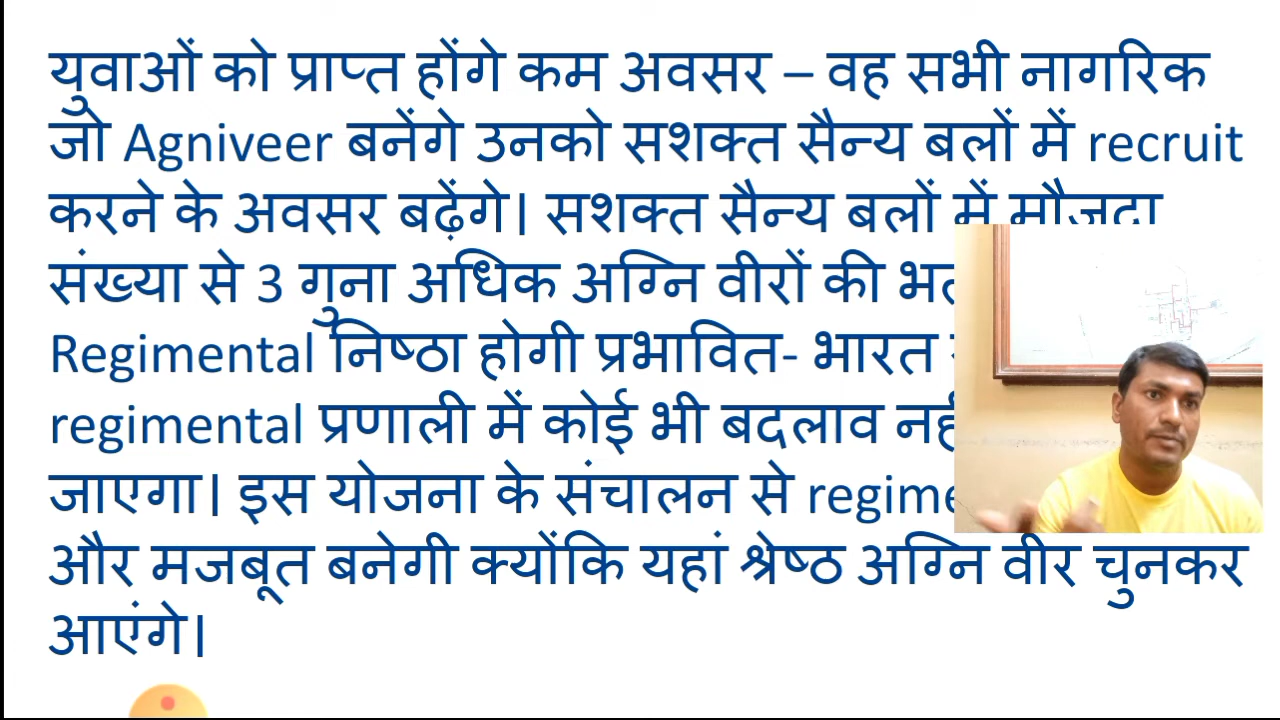 युवाओं को प्राप्त होंगे कम अवसर – वह सभी नागरिक
जो Agniveer बनेंगे उनको सशक्त सैन्य बलों में recruit
करने के अवसर बढ़ेंगे। सशक्त सैन्य बलों में मौजूदा
संख्या से 3 गुना अधिक अग्नि वीरों की
Regimental निष्ठा होगी प्रभावित- भारत
regimental प्रणाली में कोई भी बदलाव
जाएगा। इस योजना के संचालन से
और मजबूत बनेगी क्योंकि यहां श्रेष्ठ अग्नि वीर चुनकर
आएंगे।